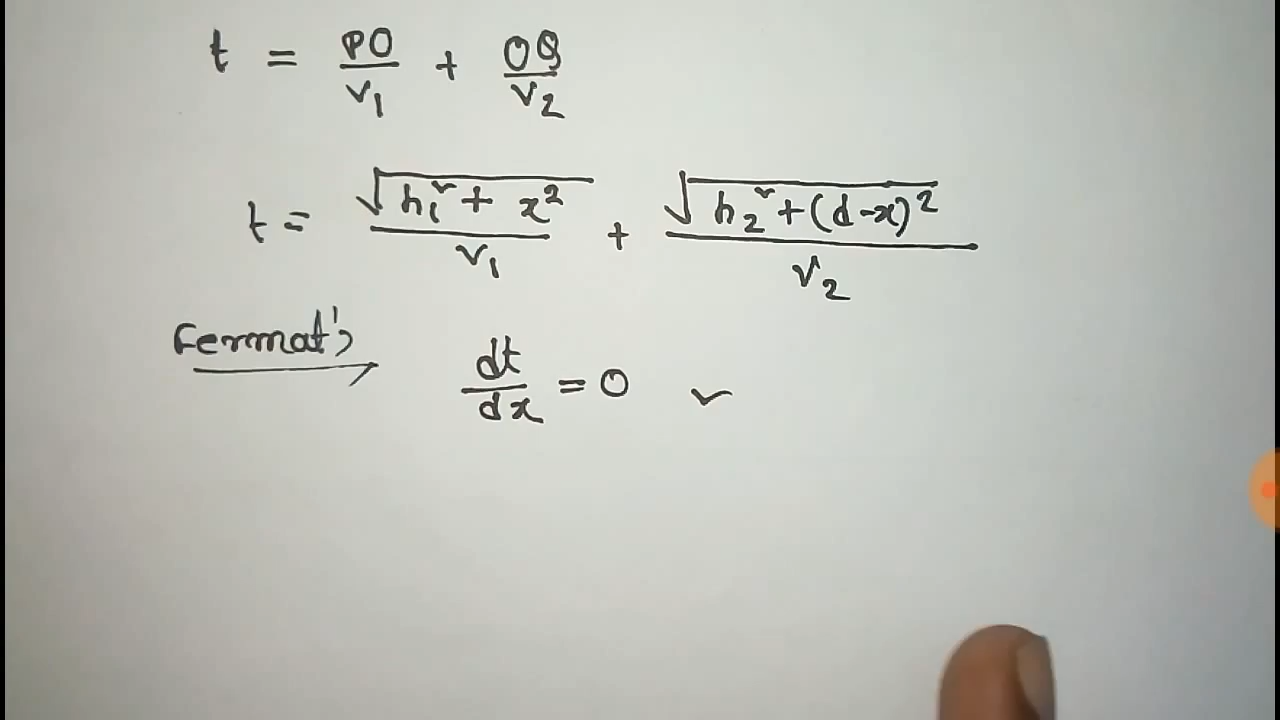 t = PO/v₁ + OQ/v₂
t = √(h₁² + x²)/v₁ + √(h₂² + (d-x)²)/v₂
Fermat's
dt/dx = 0 ✓